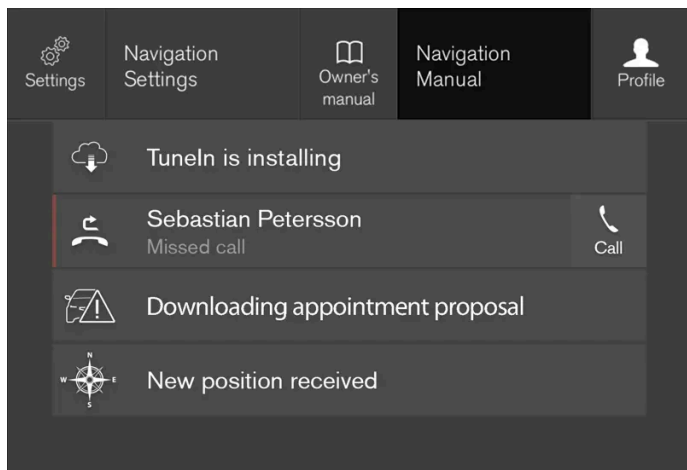 Settings
Navigation
Settings
Owner's
manual
Navigation
Manual
Profile
TuneIn is installing
Sebastian Petersson
Missed call
Call
Downloading appointment proposal
N
W
E
S
New position received